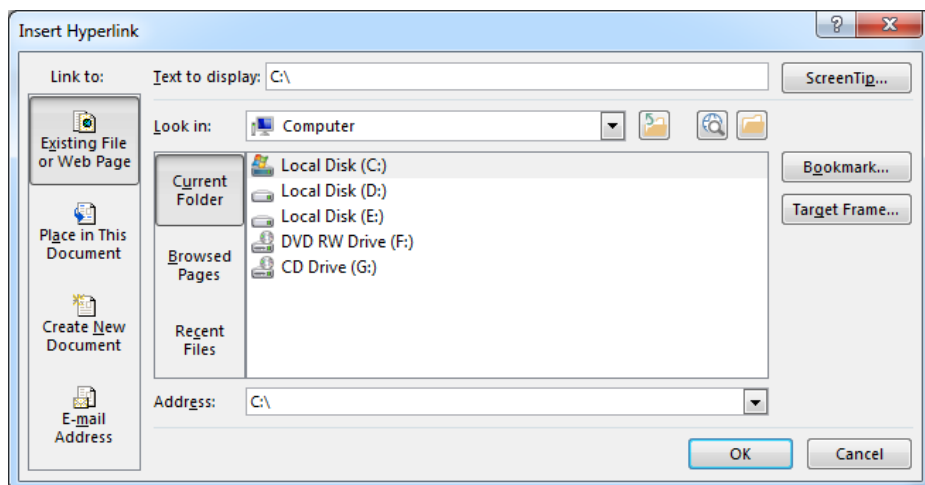 Insert Hyperlink
Link to:
Text to display: C:\
ScreenTip...
Existing File
or Web Page
Look in: Computer
Current
Folder
Local Disk (C:)
Local Disk (D:)
Local Disk (E:)
DVD RW Drive (F:)
CD Drive (G:)
Bookmark...
Target Frame...
Place in This
Document
Browsed
Pages
Create New
Document
Recent
Files
E-mail
Address
Address: C:\
OK
Cancel